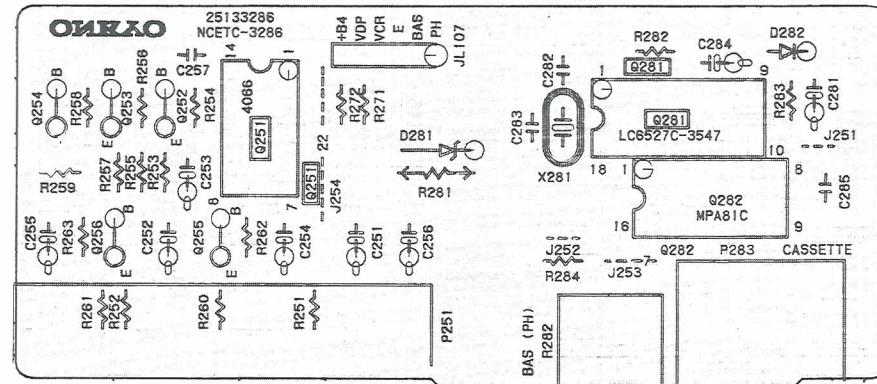 ONKYO
25133286
NCETC-3286
14
1
+B4
VDP
VCR
E
BAS
PH
JL107
R282
Q281
C284
D282
C282
1
9
C257
R256
B
B
B
Q254
R258
Q253
Q252
R254
E
4066
Q251
R272
R271
22
D281
R281
C283
X281
Q281
LC6527C-3547
18
10
R283
C281
J251
R259
R257
R255
R253
C253
Q251
J254
8
7
1
8
Q282
MPA81C
16
9
C285
C255
R263
Q256
B
E
C252
Q255
B
E
R262
C254
C251
C256
J252
R284
J253
7
Q282
P283
CASSETTE
R261
R252
R260
R251
P251
BAS (PH)
R282